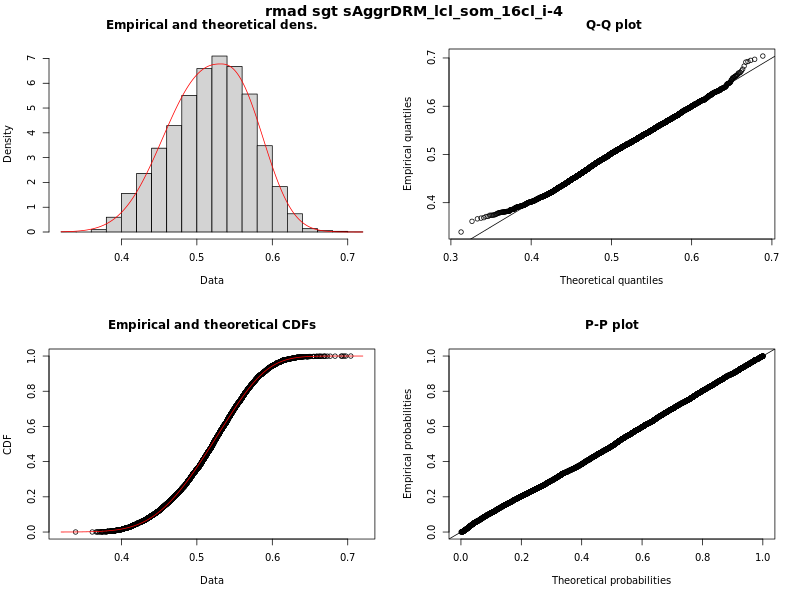 rmad sgt sAggrDRM_lcl_som_16cl_i-4
Empirical and theoretical dens.
Density
0 1 2 3 4 5 6 7
0.4 0.5 0.6 0.7
Data
Q-Q plot
Empirical quantiles
0.4 0.5 0.6 0.7
0.3 0.4 0.5 0.6 0.7
Theoretical quantiles
Empirical and theoretical CDFs
CDF
0.0 0.2 0.4 0.6 0.8 1.0
0.4 0.5 0.6 0.7
Data
P-P plot
Empirical probabilities
0.0 0.2 0.4 0.6 0.8 1.0
0.0 0.2 0.4 0.6 0.8 1.0
Theoretical probabilities